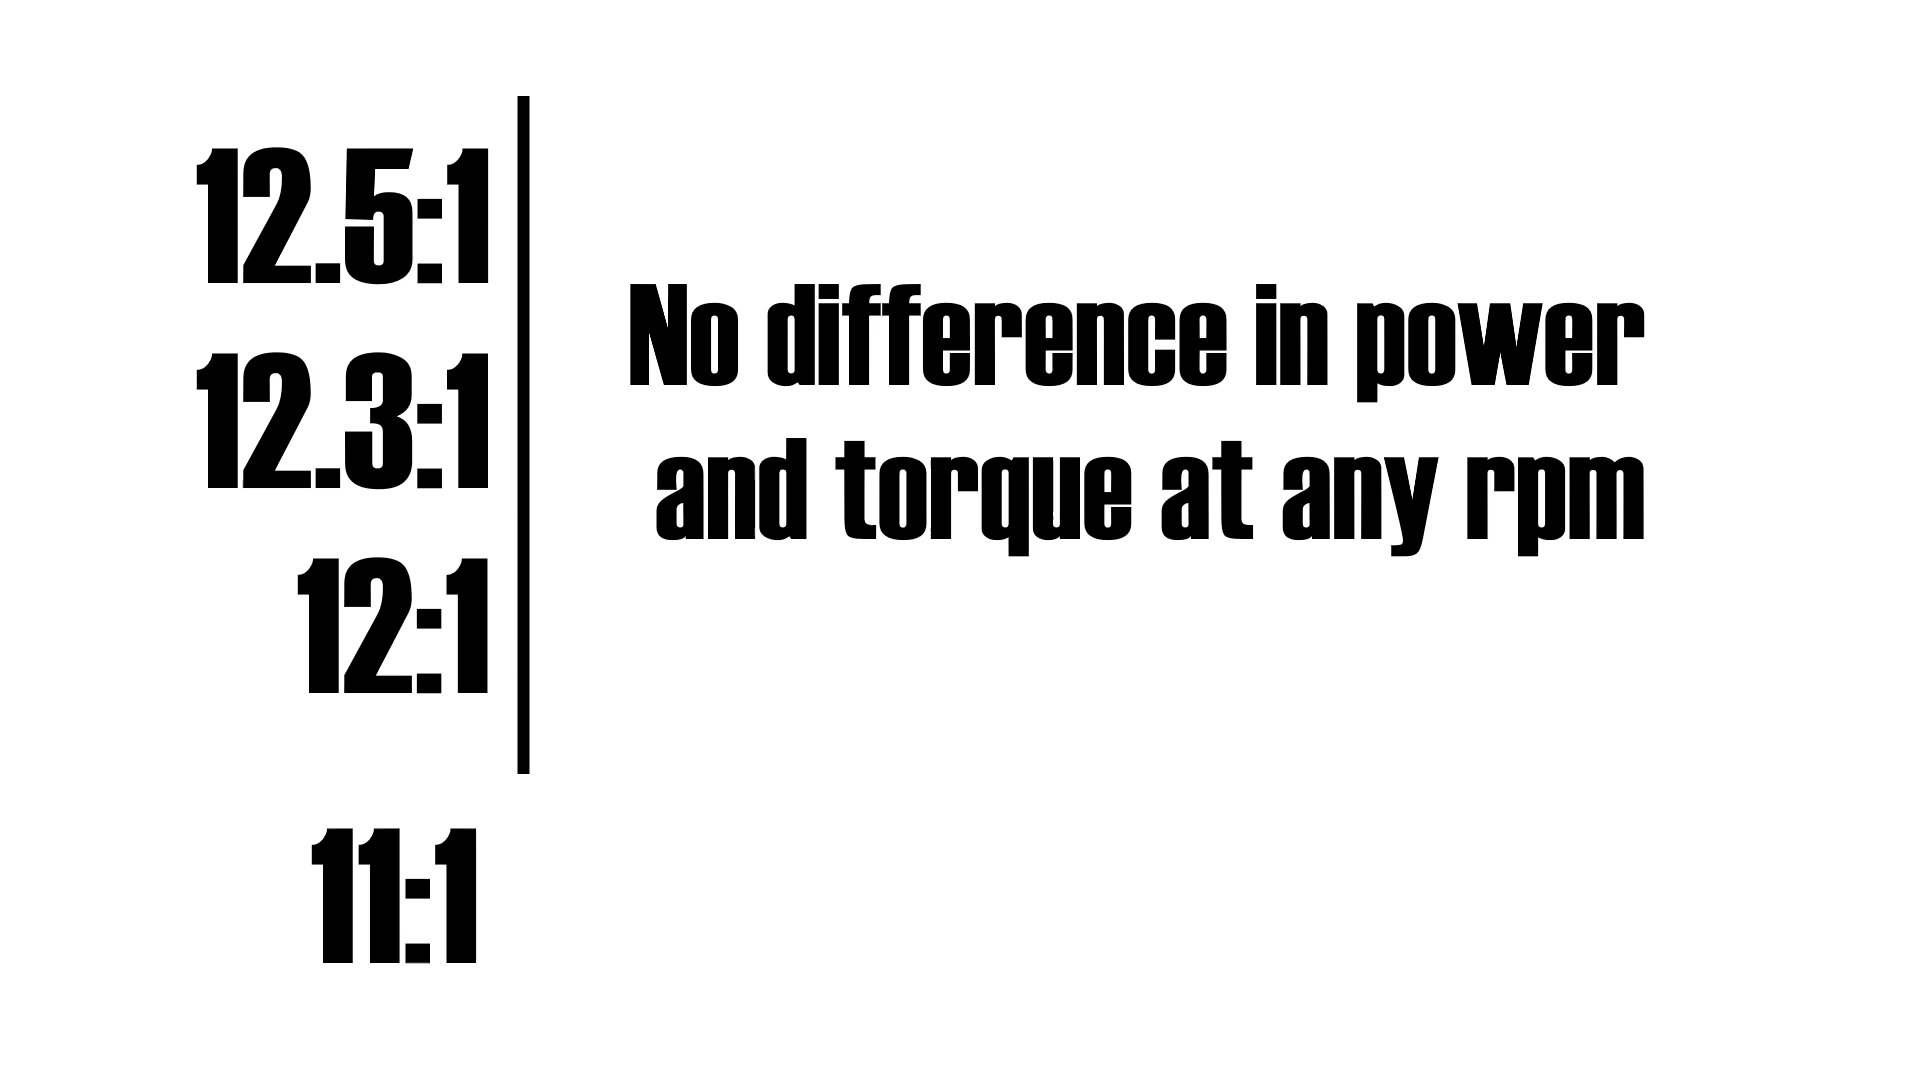 12.5:1
12.3:1
12:1
No difference in power
and torque at any rpm
11:1